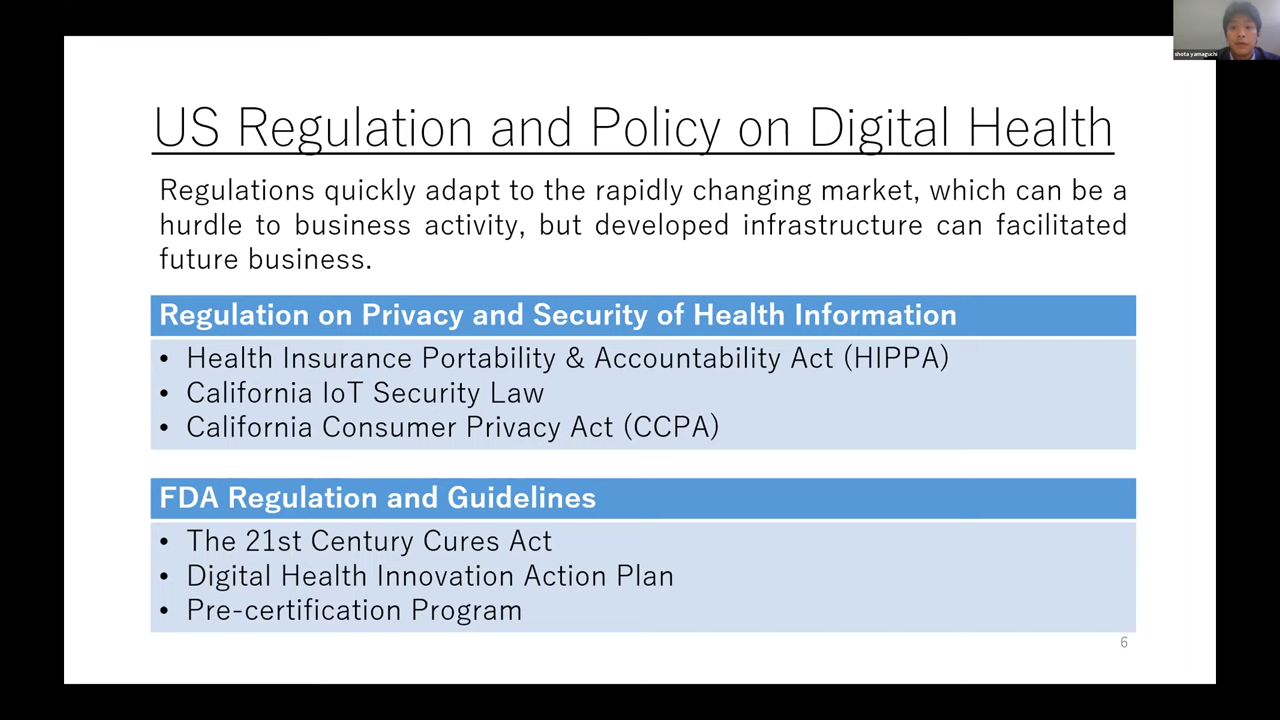 shota yamaguchi
US Regulation and Policy on Digital Health
Regulations quickly adapt to the rapidly changing market, which can be a
hurdle to business activity, but developed infrastructure can facilitated
future business.
Regulation on Privacy and Security of Health Information
• Health Insurance Portability & Accountability Act (HIPPA)
• California IoT Security Law
• California Consumer Privacy Act (CCPA)
FDA Regulation and Guidelines
• The 21st Century Cures Act
• Digital Health Innovation Action Plan
• Pre-certification Program
6